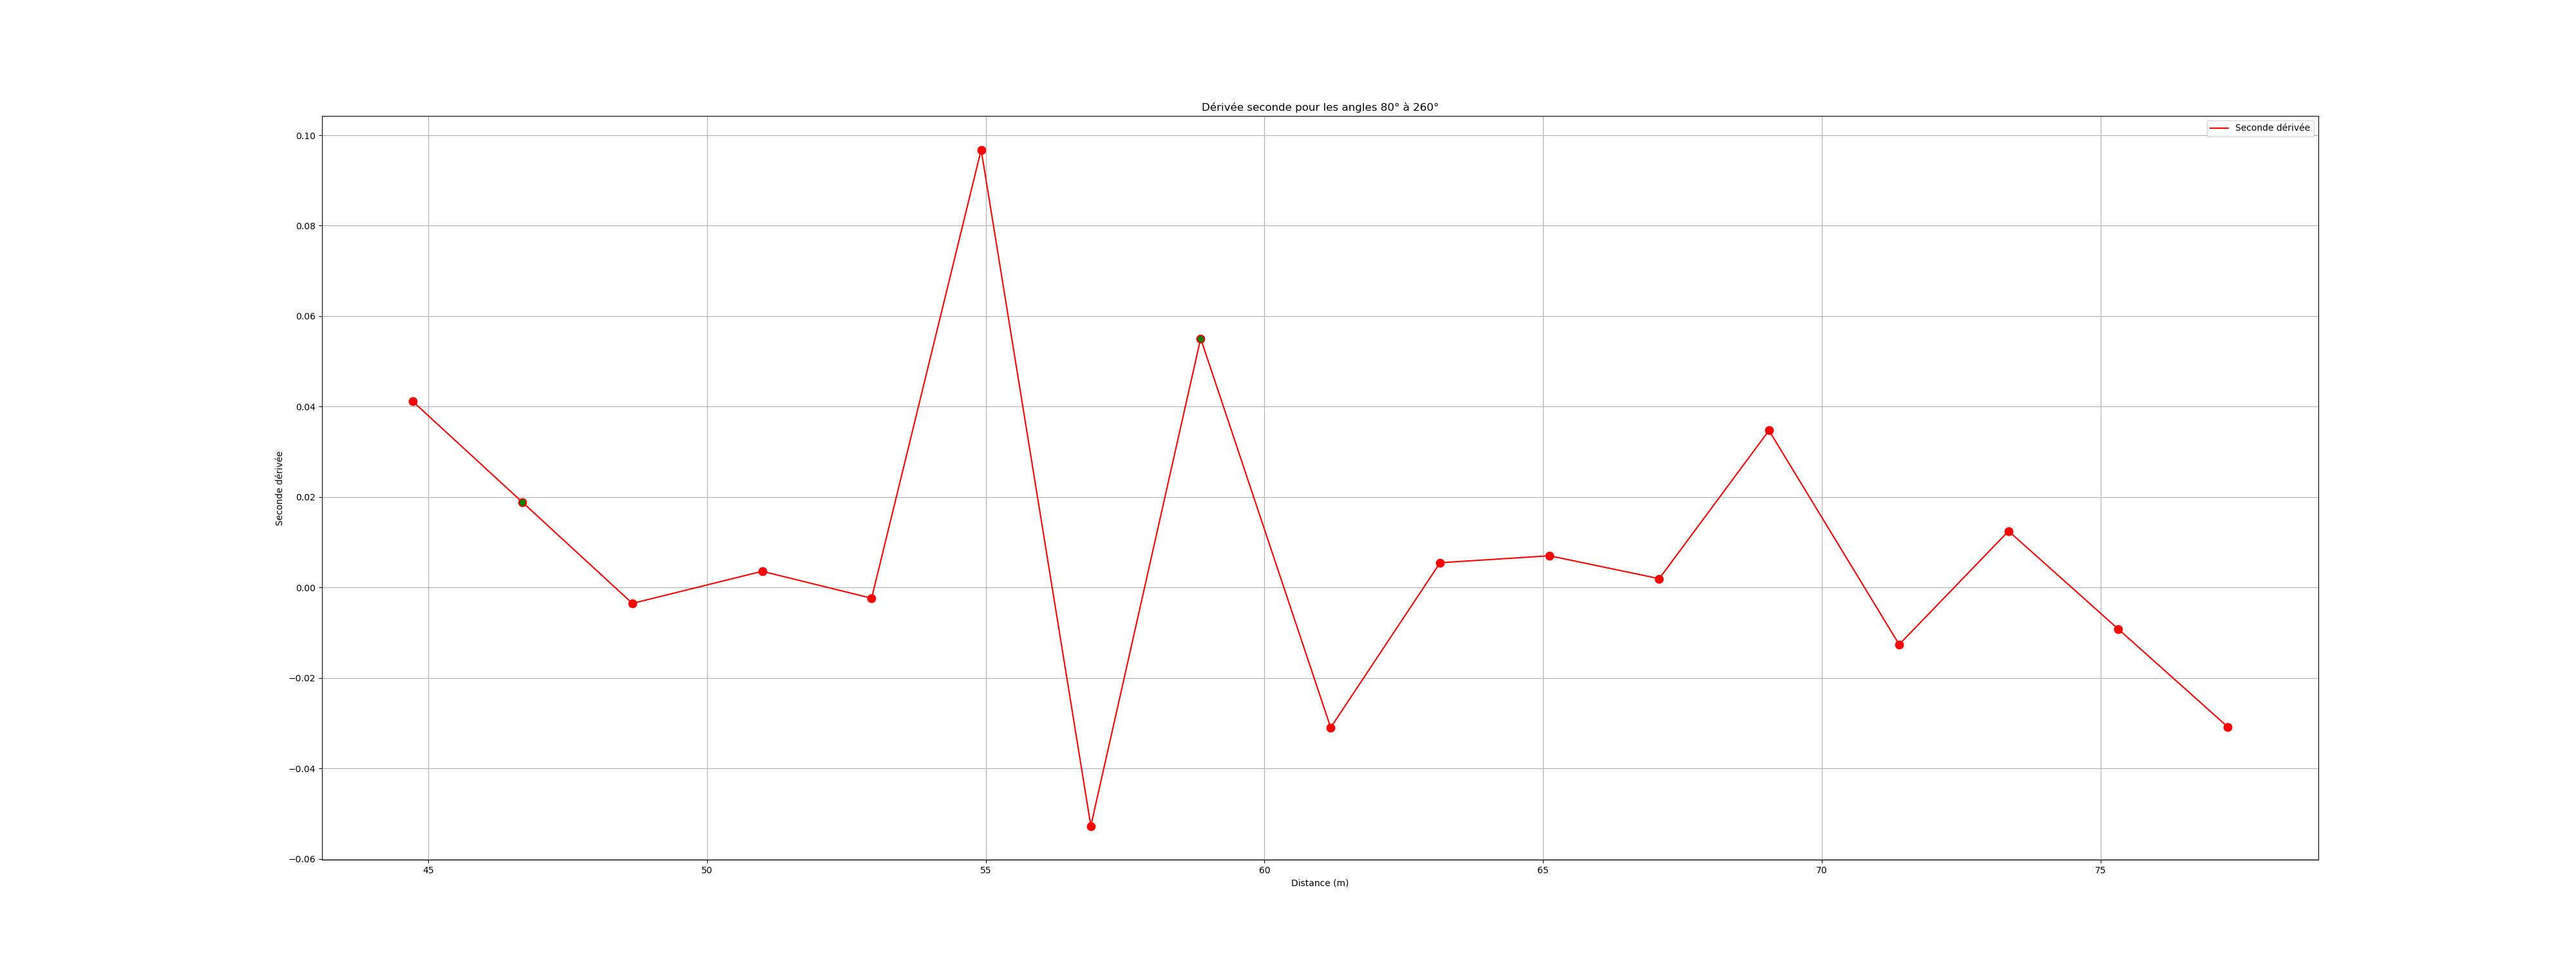 Dérivée seconde pour les angles 80° à 260°
Seconde dérivée
0.10
0.08
0.06
0.04
0.02
0.00
−0.02
−0.04
−0.06
Seconde dérivée
45 50 55 60 65 70 75
Distance (m)